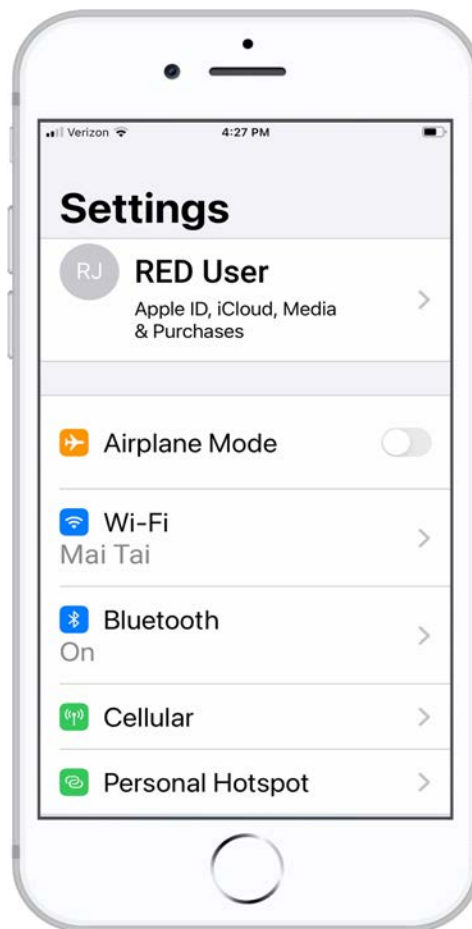 Verizon 4:27 PM
Settings
RJ RED User
Apple ID, iCloud, Media
& Purchases
Airplane Mode
Wi-Fi
Mai Tai
Bluetooth
On
Cellular
Personal Hotspot